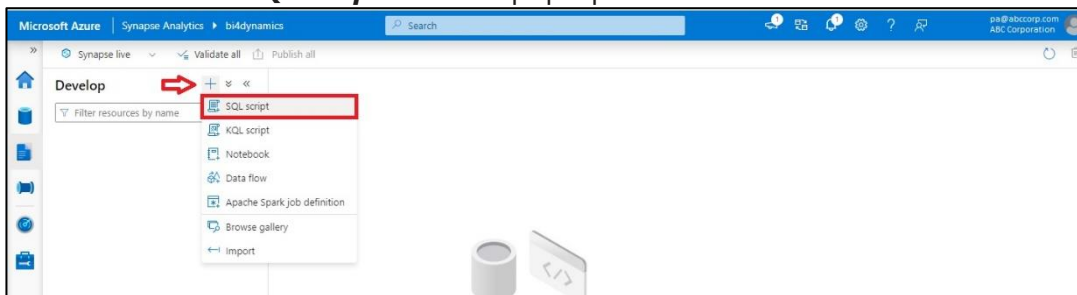 Microsoft Azure | Synapse Analytics ▸ bi4dynamics
Search
pa@abccorp.com
ABC Corporation
Synapse live
Validate all
Publish all
Develop
Filter resources by name
SQL script
KQL script
Notebook
Data flow
Apache Spark job definition
Browse gallery
Import